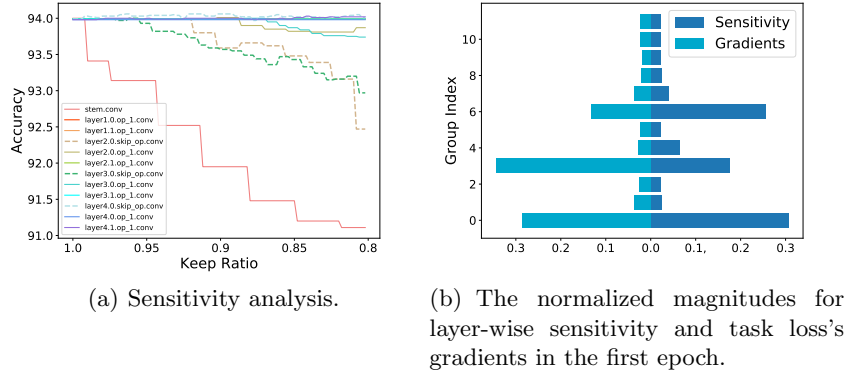 94.0
93.5
93.0
92.5
92.0
91.5
91.0
Accuracy
stem.conv
layer1.0.op_1.conv
layer1.1.op_1.conv
layer2.0.skip_op.conv
layer2.0.op_1.conv
layer2.1.op_1.conv
layer3.0.skip_op.conv
layer3.0.op_1.conv
layer3.1.op_1.conv
layer4.0.skip_op.conv
layer4.0.op_1.conv
layer4.1.op_1.conv
1.0 0.95 0.9 0.85 0.8
Keep Ratio
(a) Sensitivity analysis.
Sensitivity
Gradients
10
8
6
4
2
0
Group Index
0.3 0.2 0.1 0.0 0.1, 0.2 0.3
(b) The normalized magnitudes for
layer-wise sensitivity and task loss's
gradients in the first epoch.